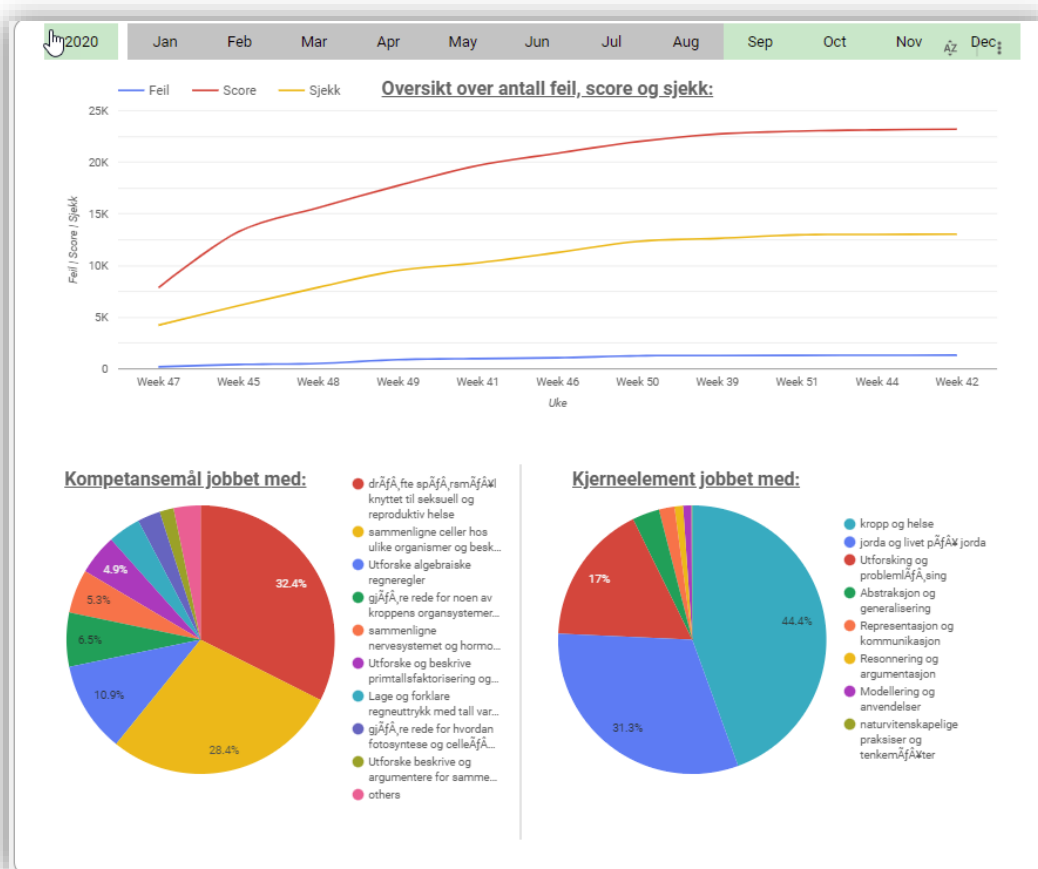 2020 Jan Feb Mar Apr May Jun Jul Aug Sep Oct Nov Dec
Feil Score Sjekk
Oversikt over antall feil, score og sjekk:
25K
20K
15K
10K
5K
0
Feil | Score | Sjekk
Week 47 Week 45 Week 48 Week 49 Week 41 Week 46 Week 50 Week 39 Week 51 Week 44 Week 42
Uke
Kompetansemål jobbet med:
32.4%
28.4%
10.9%
6.5%
5.3%
4.9%
drÃƒÂ¸fte spÃƒÂ¸rsmÃƒÂ¥l
knyttet til seksuell og
reproduktiv helse
sammenligne celler hos
ulike organismer og besk...
Utforske algebraiske
regneregler
gjÃƒÂ¸re rede for noen av
kroppens organsystemer...
sammenligne
nervesystemet og hormo...
Utforske og beskrive
primtallsfaktorisering og...
Lage og forklare
regneuttrykk med tall var...
gjÃƒÂ¸re rede for hvordan
fotosyntese og celleÃƒÂ...
Utforske beskrive og
argumentere for samme...
others
Kjerneelement jobbet med:
44.4%
31.3%
17%
kropp og helse
jorda og livet pÃƒÂ¥ jorda
Utforsking og
problemlÃƒÂ¸sing
Abstraksjon og
generalisering
Representasjon og
kommunikasjon
Resonnering og
argumentasjon
Modellering og
anvendelser
naturvitenskapelige
praksiser og
tenkemÃƒÂ¥ter